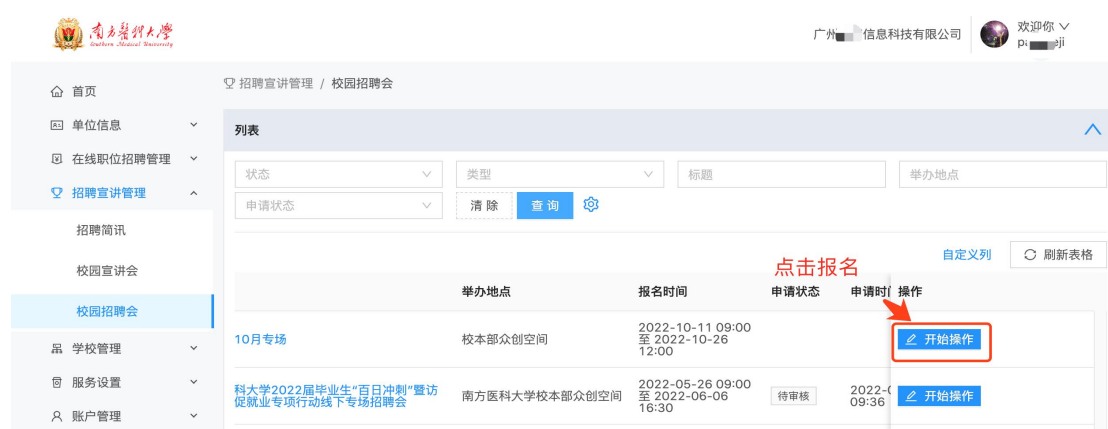 南方医科大学
Southern Medical University
广州 信息科技有限公司
欢迎你
首页
单位信息
在线职位招聘管理
招聘宣讲管理
招聘简讯
校园宣讲会
校园招聘会
学校管理
服务设置
账户管理
招聘宣讲管理 / 校园招聘会
列表
状态 类型 标题 举办地点
申请状态 清 除 查 询
自定义列 刷新表格
点击报名
举办地点 报名时间 申请状态 申请时 操作
10月专场 校本部众创空间 2022-10-11 09:00
至 2022-10-26
12:00
开始操作
科大学2022届毕业生“百日冲刺”暨访
促就业专项行动线下专场招聘会
南方医科大学校本部众创空间
2022-05-26 09:00
至 2022-06-06
16:30
待审核
2022-0
09:36
开始操作